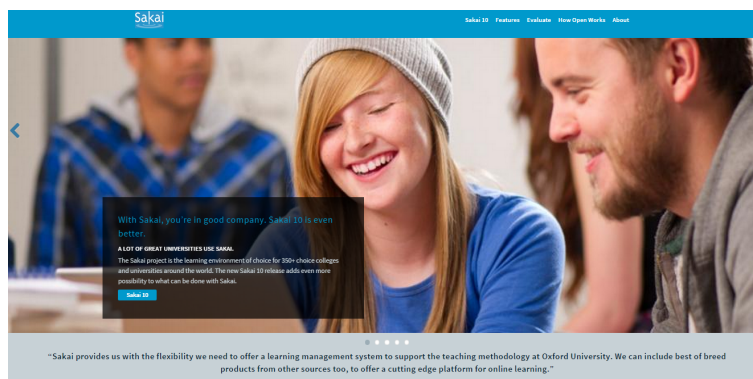 Sakai
Sakai 10 Features Evaluate How Open Works About
With Sakai, you're in good company. Sakai 10 is even
better.
A LOT OF GREAT UNIVERSITIES USE SAKAI.
The Sakai project is the learning environment of choice for 350+ choice colleges
and universities around the world. The new Sakai 10 release adds even more
possibility to what can be done with Sakai.
Sakai 10
“Sakai provides us with the flexibility we need to offer a learning management system to support the teaching methodology at Oxford University. We can include best of breed
products from other sources too, to offer a cutting edge platform for online learning.”